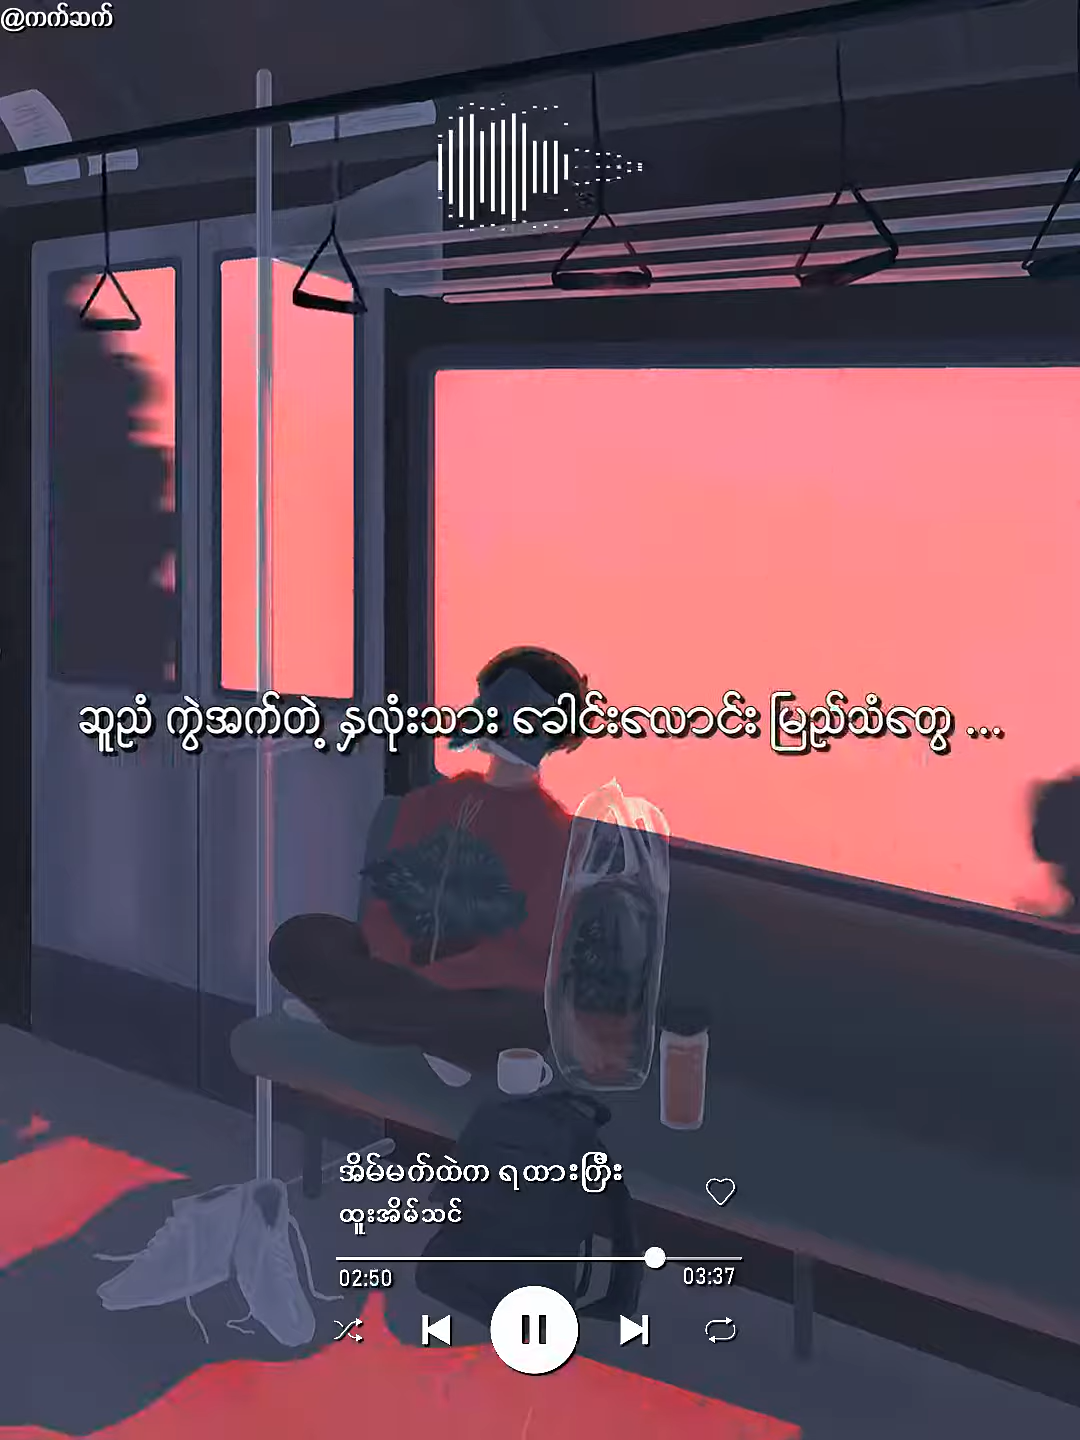 @ကက်ဆက်
ဆူညံ ကွဲအက်တဲ့ နှလုံးသား ခေါင်းလောင်း မြည်သံတွေ ...
အိမ်မက်ထဲက ရထားကြီး
ထူးအိမ်သင်
02:50
03:37